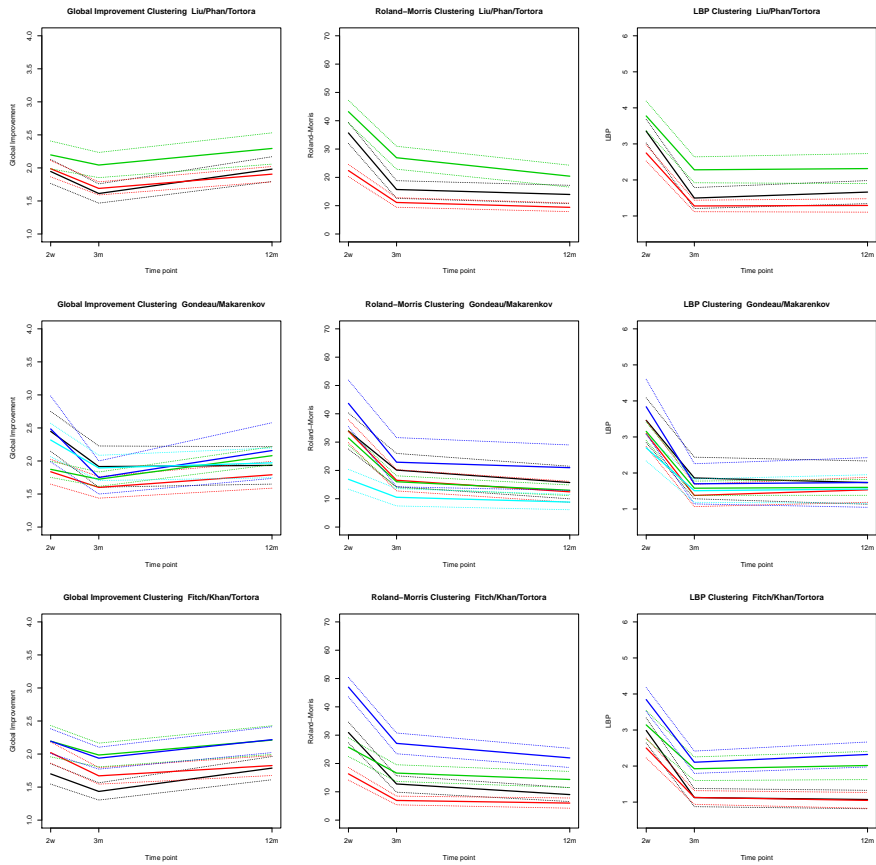 Global Improvement Clustering Liu/Phan/Tortora
Global Improvement
1.0 1.5 2.0 2.5 3.0 3.5 4.0
2w 3m 12m
Time point
Roland−Morris Clustering Liu/Phan/Tortora
Roland−Morris
0 10 20 30 40 50 60 70
2w 3m 12m
Time point
LBP Clustering Liu/Phan/Tortora
LBP
1 2 3 4 5 6
2w 3m 12m
Time point
Global Improvement Clustering Gondeau/Makarenkov
Global Improvement
1.0 1.5 2.0 2.5 3.0 3.5 4.0
2w 3m 12m
Time point
Roland−Morris Clustering Gondeau/Makarenkov
Roland−Morris
0 10 20 30 40 50 60 70
2w 3m 12m
Time point
LBP Clustering Gondeau/Makarenkov
LBP
1 2 3 4 5 6
2w 3m 12m
Time point
Global Improvement Clustering Fitch/Khan/Tortora
Global Improvement
1.0 1.5 2.0 2.5 3.0 3.5 4.0
2w 3m 12m
Time point
Roland−Morris Clustering Fitch/Khan/Tortora
Roland−Morris
0 10 20 30 40 50 60 70
2w 3m 12m
Time point
LBP Clustering Fitch/Khan/Tortora
LBP
1 2 3 4 5 6
2w 3m 12m
Time point